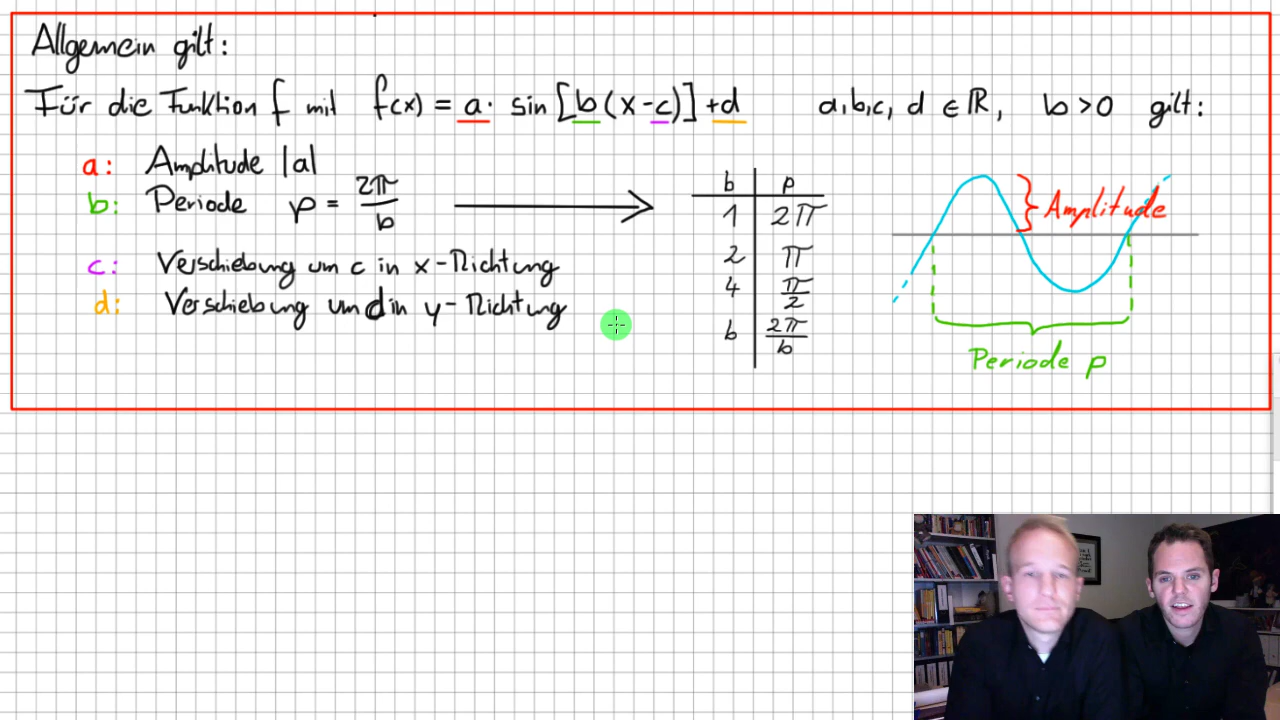 Allgemein gilt:
Für die Funktion f mit f(x) = a · sin [b(x-c)] +d a,b,c, d ∈ ℝ, b > 0 gilt:
a: Amplitude |a|
b: Periode p = 2π/b
c: Verschiebung um c in x-Richtung
d: Verschiebung um d in y-Richtung
b p
1 2π
2 π
4 π/2
b 2π/b
} Amplitude
Periode p